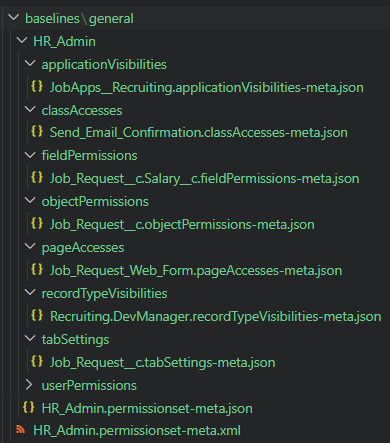 baselines\general
HR_Admin
applicationVisibilities
{} JobApps__Recruiting.applicationVisibilities-meta.json
classAccesses
{} Send_Email_Confirmation.classAccesses-meta.json
fieldPermissions
{} Job_Request__c.Salary__c.fieldPermissions-meta.json
objectPermissions
{} Job_Request__c.objectPermissions-meta.json
pageAccesses
{} Job_Request_Web_Form.pageAccesses-meta.json
recordTypeVisibilities
{} Recruiting.DevManager.recordTypeVisibilities-meta.json
tabSettings
{} Job_Request__c.tabSettings-meta.json
userPermissions
{} HR_Admin.permissionset-meta.json
HR_Admin.permissionset-meta.xml